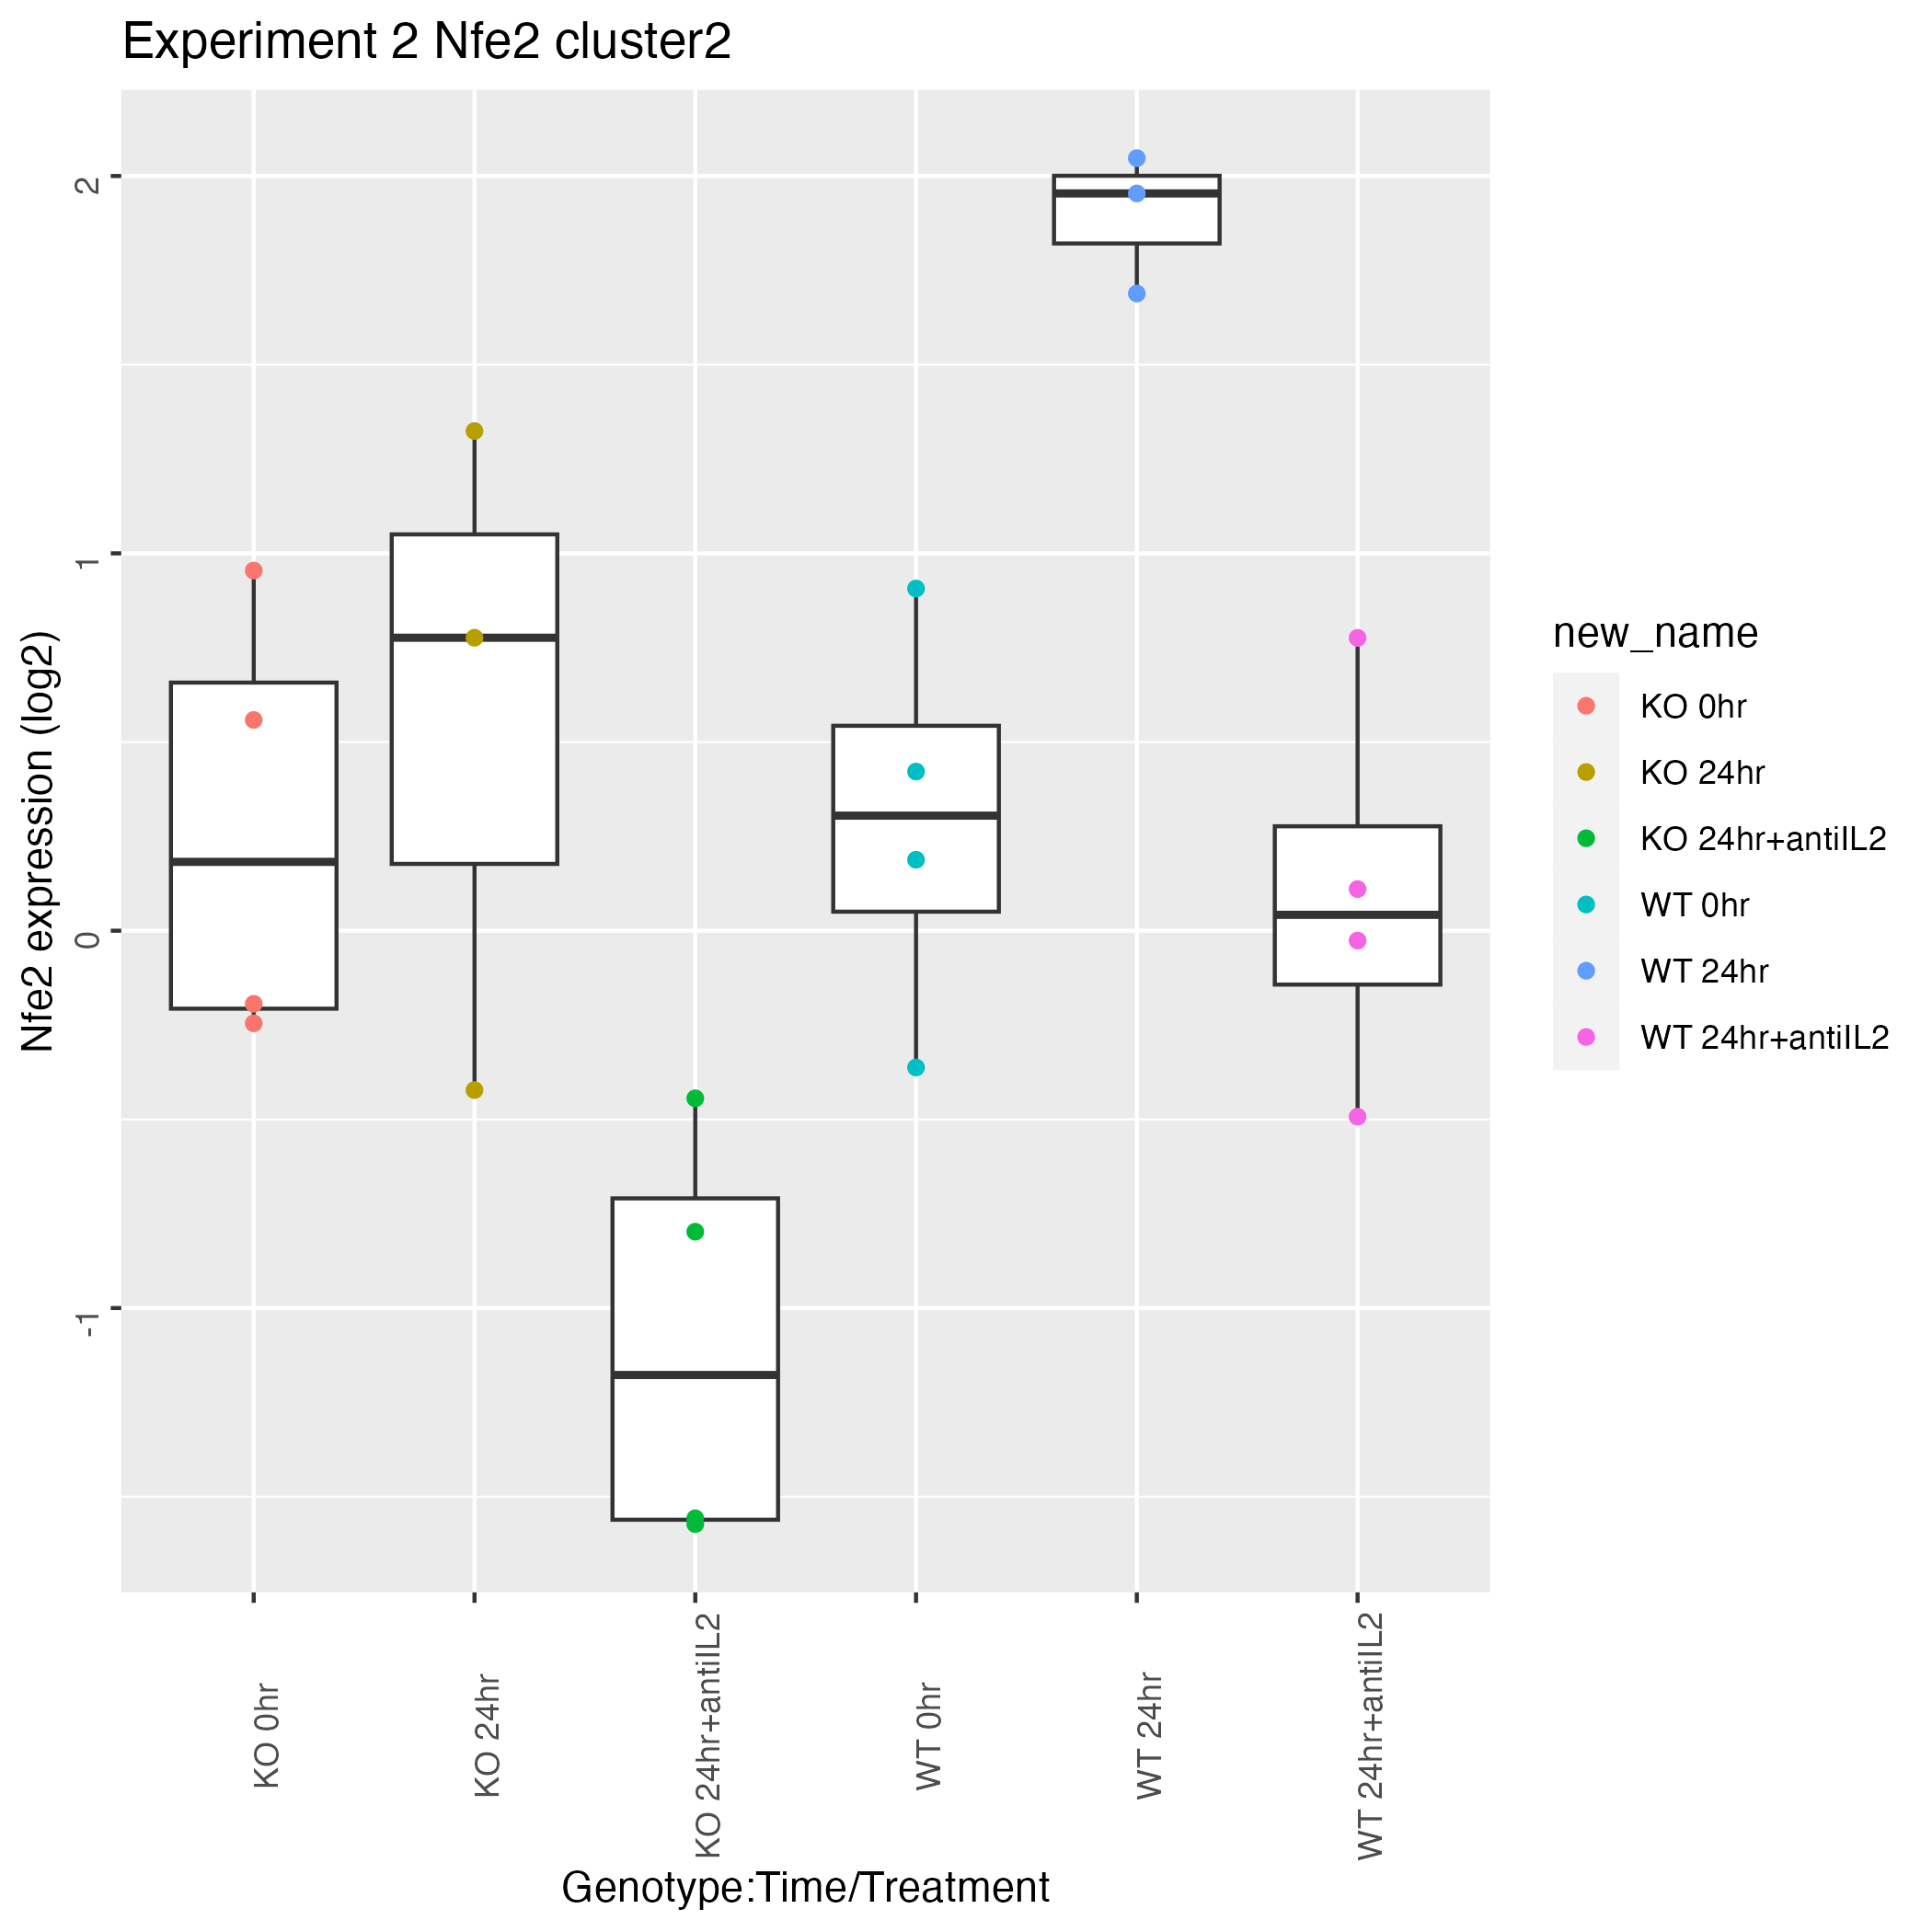 Experiment 2 Nfe2 cluster2
Nfe2 expression (log2)
2
1
0
-1
KO 0hr
KO 24hr
KO 24hr+antiIL2
WT 0hr
WT 24hr
WT 24hr+antiIL2
Genotype:Time/Treatment
new_name
KO 0hr
KO 24hr
KO 24hr+antiIL2
WT 0hr
WT 24hr
WT 24hr+antiIL2